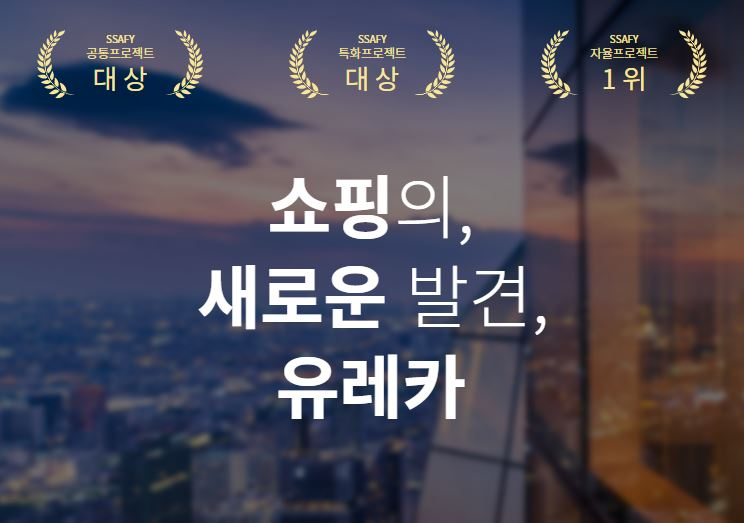 SSAFY
공통프로젝트
대상
SSAFY
특화프로젝트
대상
SSAFY
자율프로젝트
1위
쇼핑의,
새로운 발견,
유레카